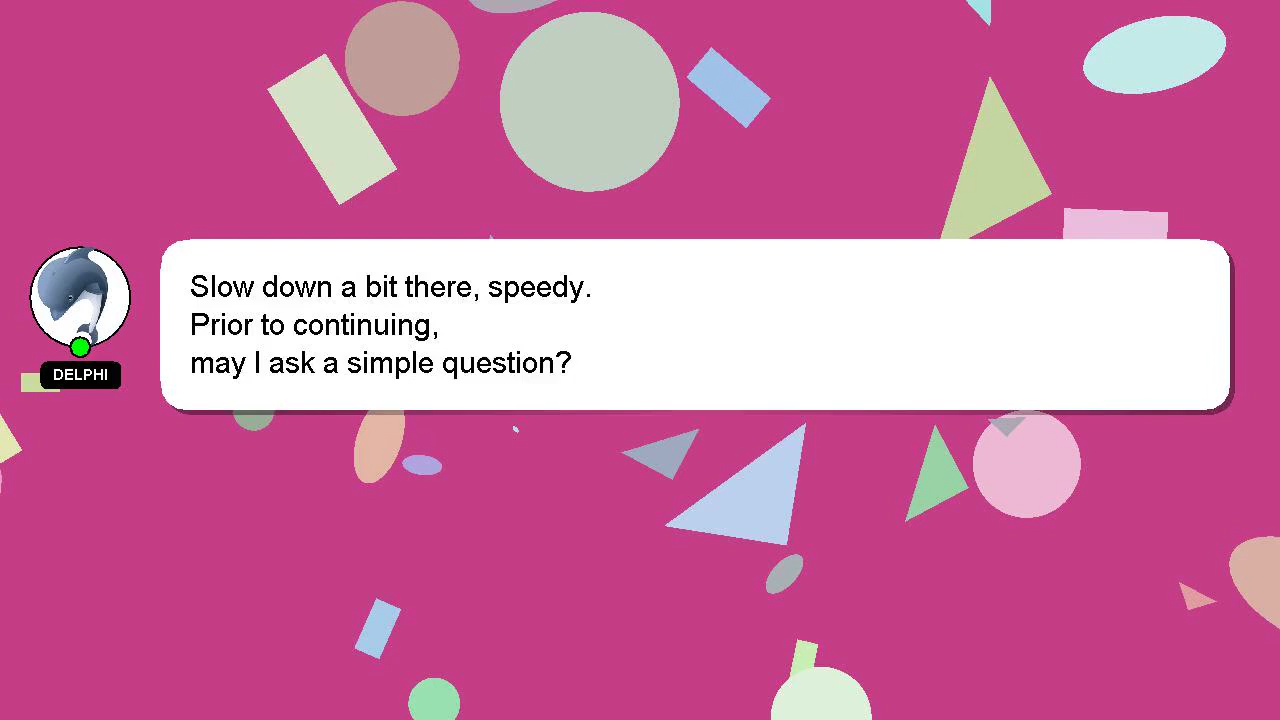 Slow down a bit there, speedy.
Prior to continuing,
may I ask a simple question?
DELPHI